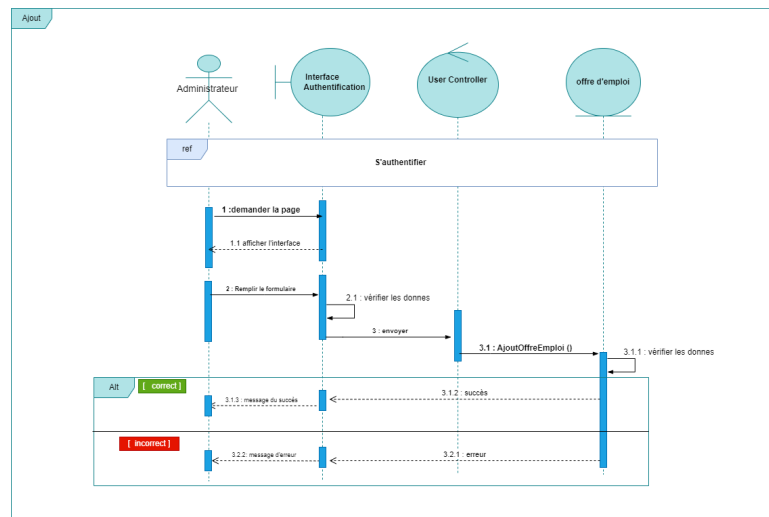 Ajout
Administrateur
Interface
Authentification
User Controller
offre d'emploi
ref
S'authentifier
1 :demander la page
1.1 afficher l'interface
2 : Remplir le formulaire
2.1 : vérifier les donnes
3 : envoyer
3.1 : AjoutOffreEmploi ()
3.1.1 : vérifier les donnes
Alt
[ correct ]
3.1.3 : message du succés
3.1.2 : succès
[ incorrect ]
3.2.2: message d'erreur
3.2.1 : erreur